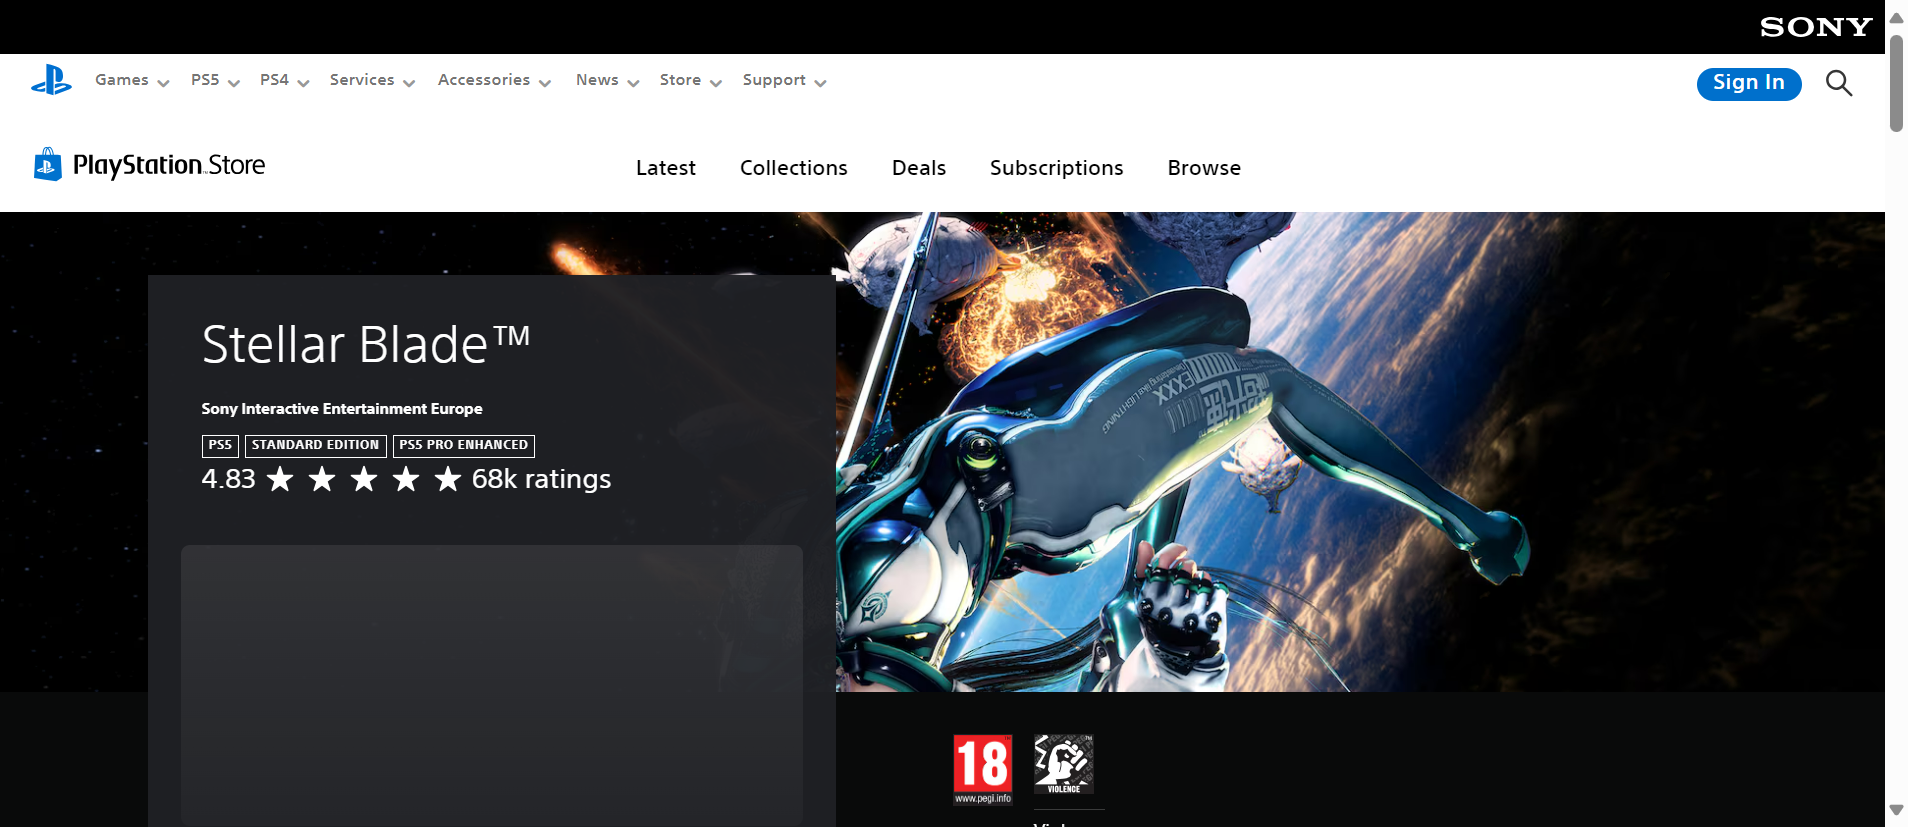 SONY
Games PS5 PS4 Services Accessories News Store Support
Sign In
PlayStation Store
Latest Collections Deals Subscriptions Browse
Stellar Blade™
Sony Interactive Entertainment Europe
PS5 STANDARD EDITION PS5 PRO ENHANCED
4.83 68k ratings
EXXX
18
www.pegi.info
VIOLENCE